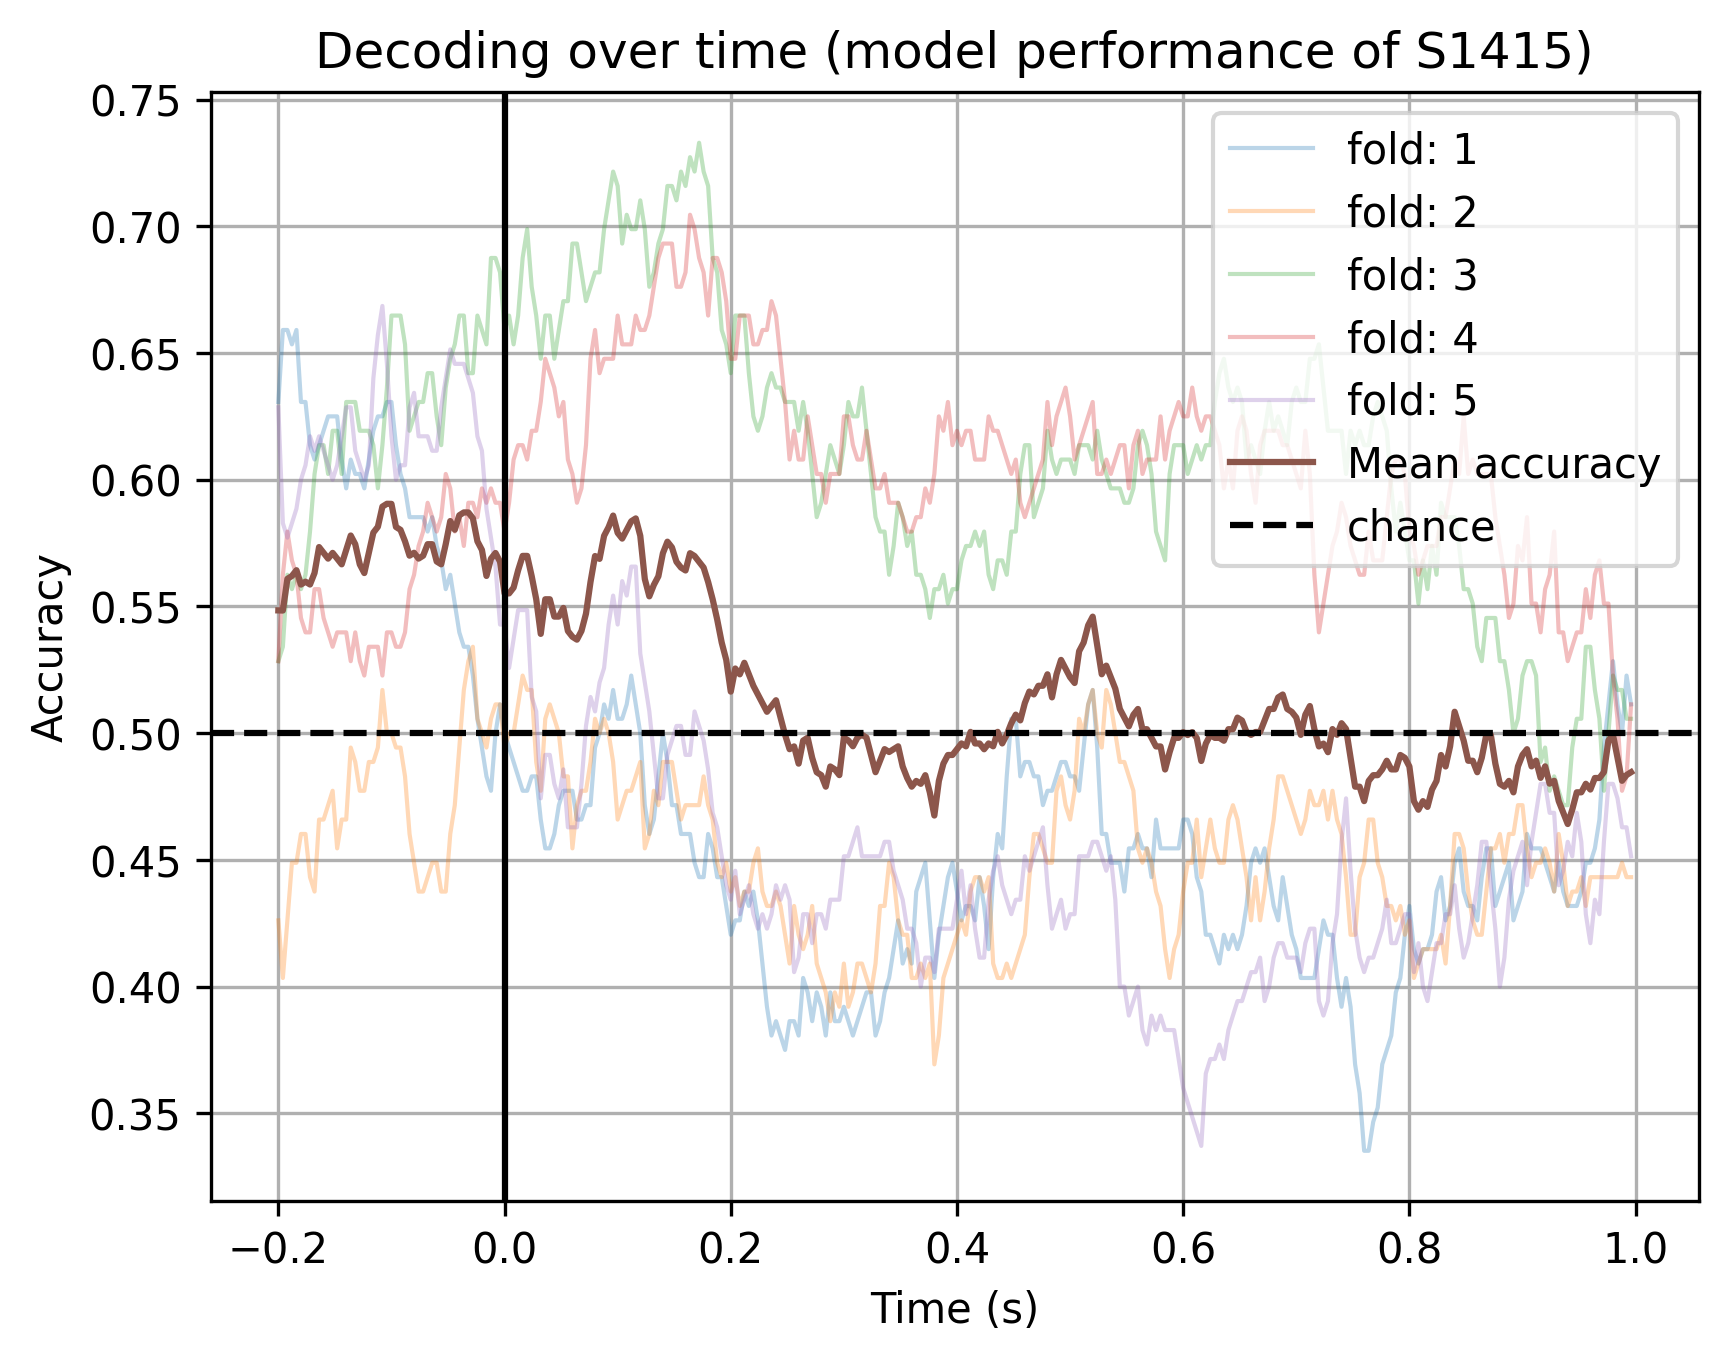 Decoding over time (model performance of S1415)
0.75
0.70
0.65
0.60
0.55
0.50
0.45
0.40
0.35
Accuracy
fold: 1
fold: 2
fold: 3
fold: 4
fold: 5
Mean accuracy
chance
−0.2 0.0 0.2 0.4 0.6 0.8 1.0
Time (s)